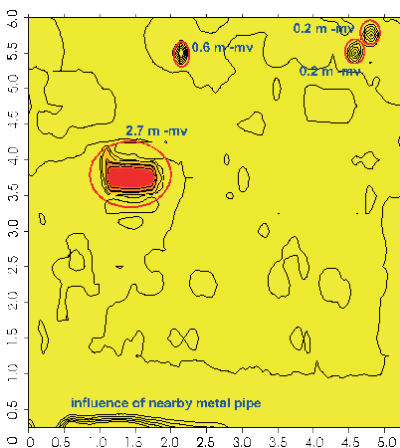 0.2 m -mv
0.6 m -mv
0.2 m -mv
2.7 m -mv
influence of nearby metal pipe
6.0
5.5
5.0
4.5
4.0
3.5
3.0
2.5
2.0
1.5
1.0
0.5
0
0 0.5 1.0 1.5 2.0 2.5 3.0 3.5 4.0 4.5 5.0